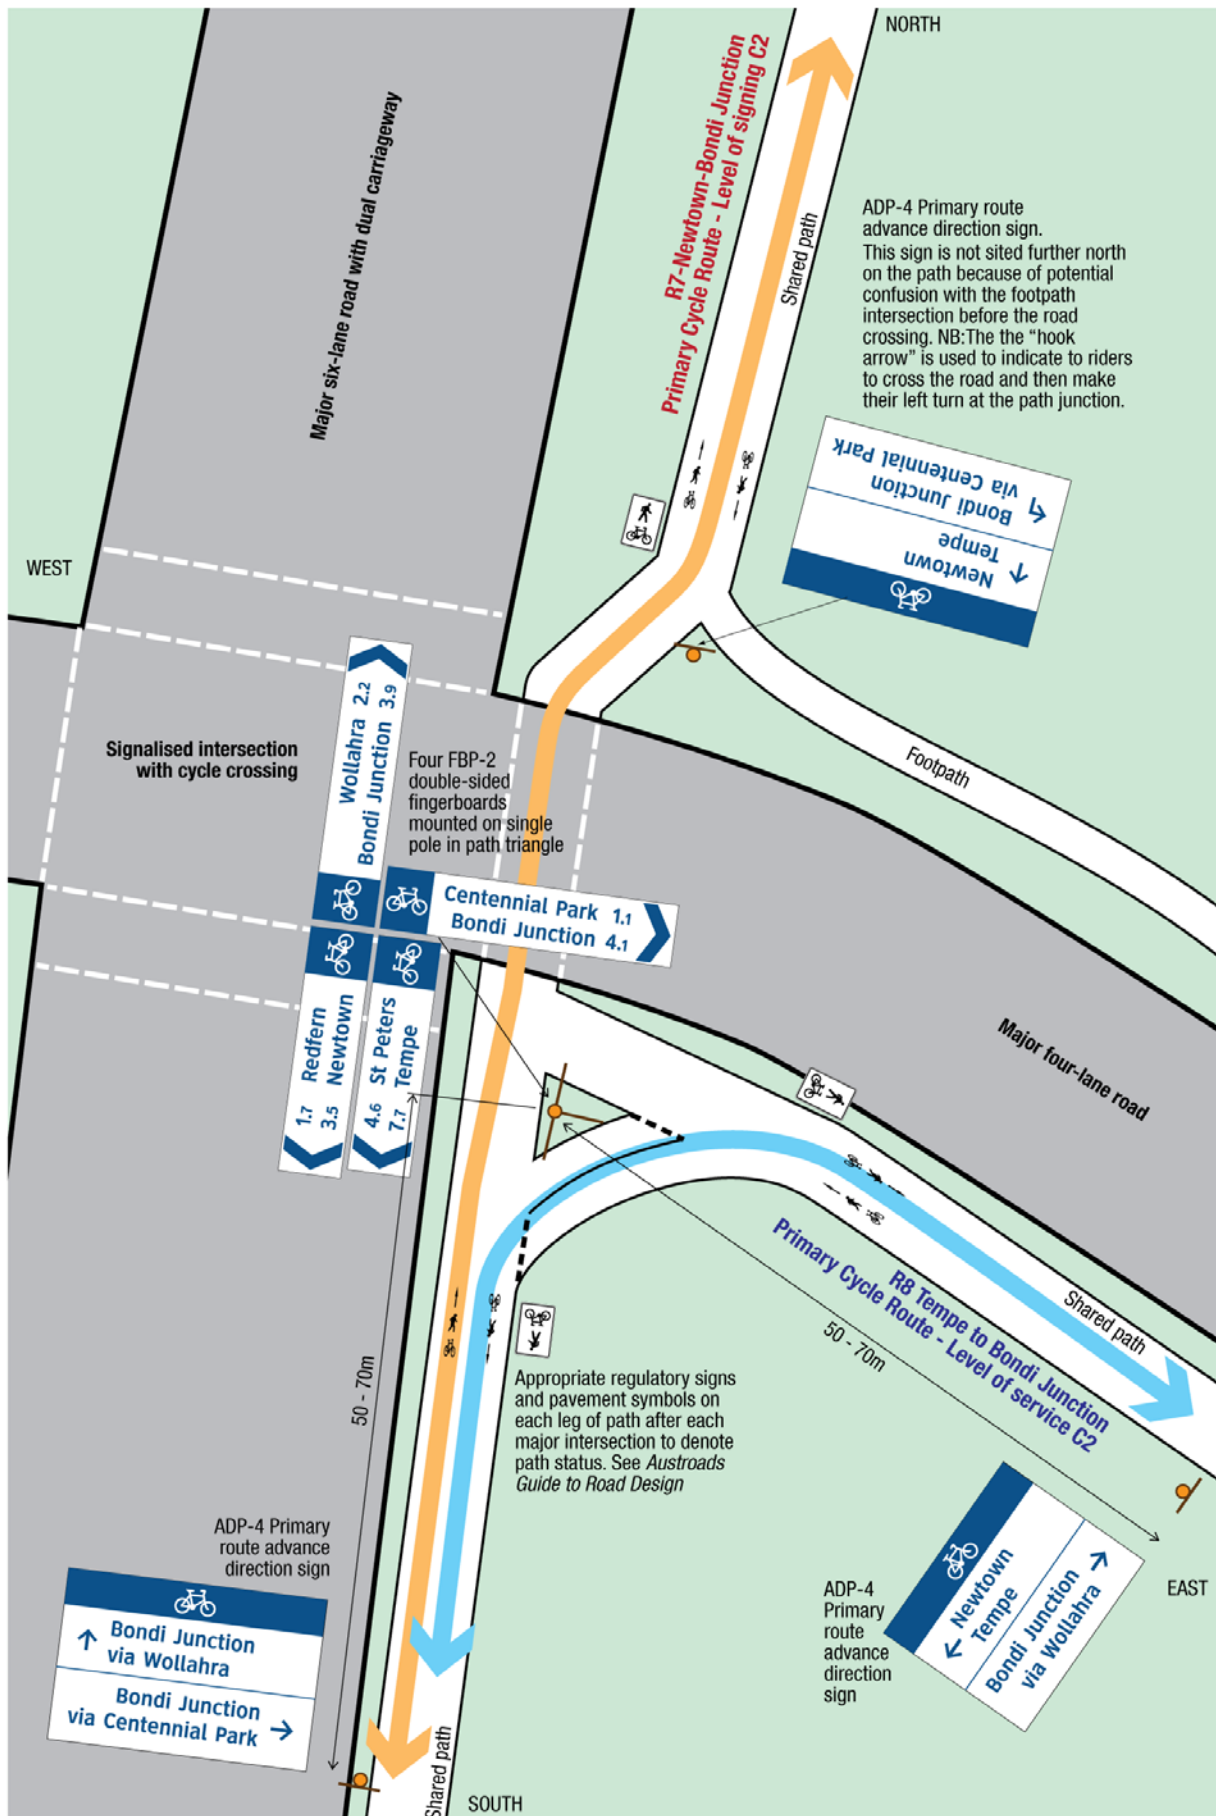 NORTH
R7-Newtown-Bondi Junction
Primary Cycle Route - Level of signing C2
Major six-lane road with dual carriageway
Shared path
ADP-4 Primary route
advance direction sign.
This sign is not sited further north
on the path because of potential
confusion with the footpath
intersection before the road
crossing. NB:The the “hook
arrow” is used to indicate to riders
to cross the road and then make
their left turn at the path junction.
Newtown
Tempe
Bondi Junction
via Centennial Park
WEST
Signalised intersection
with cycle crossing
Wollahra 2.2
Bondi Junction 3.9
Four FBP-2
double-sided
fingerboards
mounted on single
pole in path triangle
Footpath
Centennial Park 1.1
Bondi Junction 4.1
1.7 Redfern
3.5 Newtown
4.6 St Peters
7.7 Tempe
Major four-lane road
R8 Tempe to Bondi Junction
Primary Cycle Route - Level of service C2
Shared path
50 - 70m
50 - 70m
Appropriate regulatory signs
and pavement symbols on
each leg of path after each
major intersection to denote
path status. See Austroads
Guide to Road Design
ADP-4 Primary
route advance
direction sign
Bondi Junction
via Wollahra
Bondi Junction
via Centennial Park
ADP-4
Primary
route
advance
direction
sign
Newtown
Tempe
Bondi Junction
via Wollahra
EAST
Shared path
SOUTH